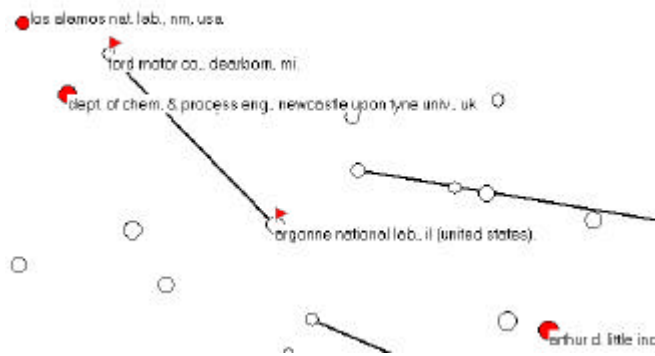 los alamos nat. lab., nm, usa.
ford motor co., dearborn, mi.
dept. of chem. & process eng., newcastle upon tyne univ., uk
argonne national lab., il (united states).
arthur d. little inc